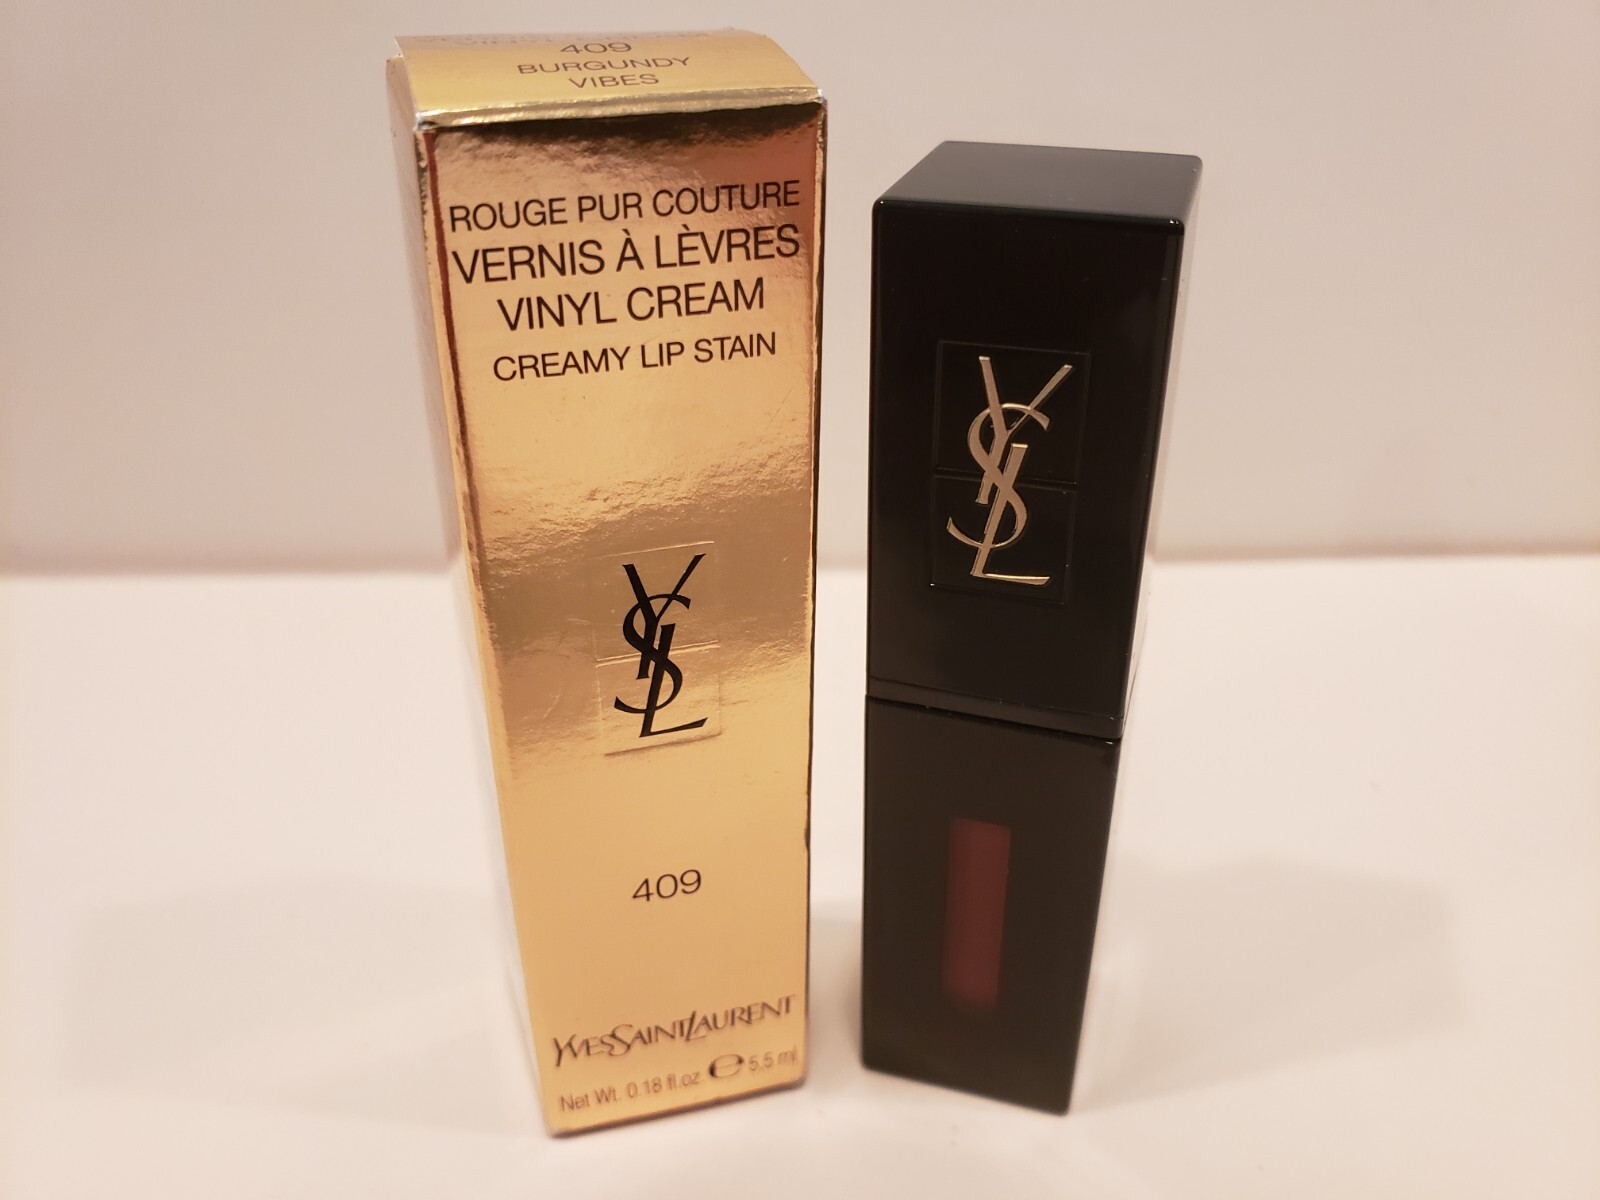 409
BURGUNDY
VIBES
ROUGE PUR COUTURE
VERNIS À LÈVRES
VINYL CREAM
CREAMY LIP STAIN
YSL
409
YVESSAINTLAURENT
Net Wt. 0.18 fl.oz. ℮ 5.5 ml
YSL